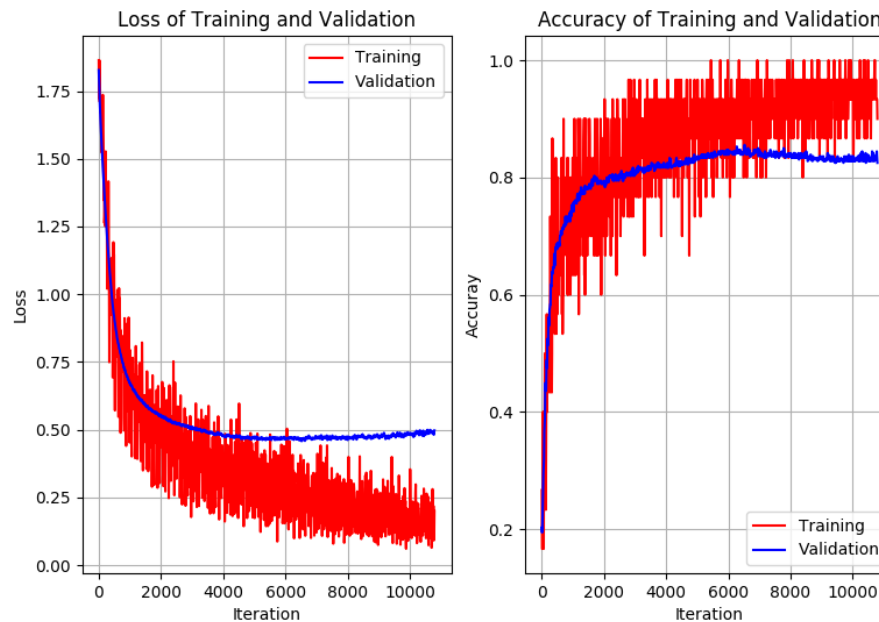 Loss of Training and Validation
Training
Validation
1.75
1.50
1.25
1.00
0.75
0.50
0.25
0.00
Loss
0
2000
4000
6000
8000
10000
Iteration
Accuracy of Training and Validation
1.0
0.8
0.6
0.4
0.2
Accuray
Training
Validation
0
2000
4000
6000
8000
10000
Iteration